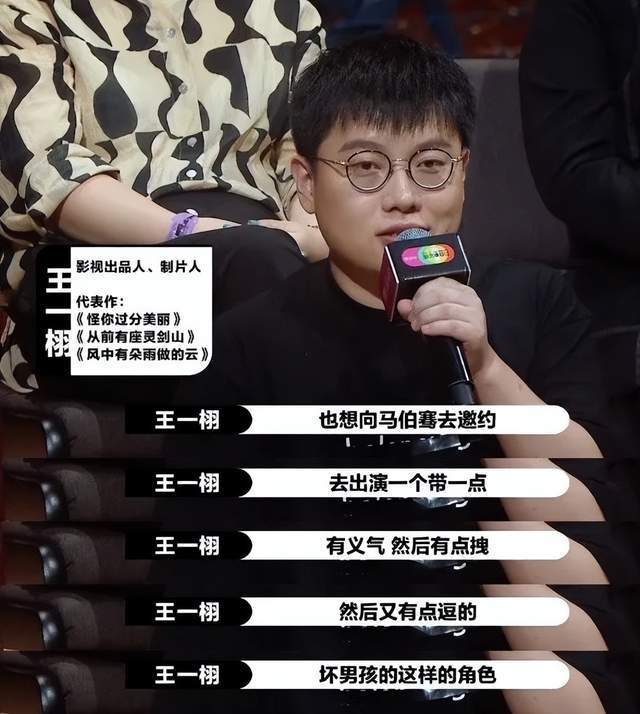 王一栩
影视出品人、制片人
代表作：
《怪你过分美丽》
《从前有座灵剑山》
《风中有朵雨做的云》
王一栩 也想向马伯骞去邀约
王一栩 去出演一个带一点
王一栩 有义气 然后有点拽
王一栩 然后又有点逗的
王一栩 坏男孩的这样的角色